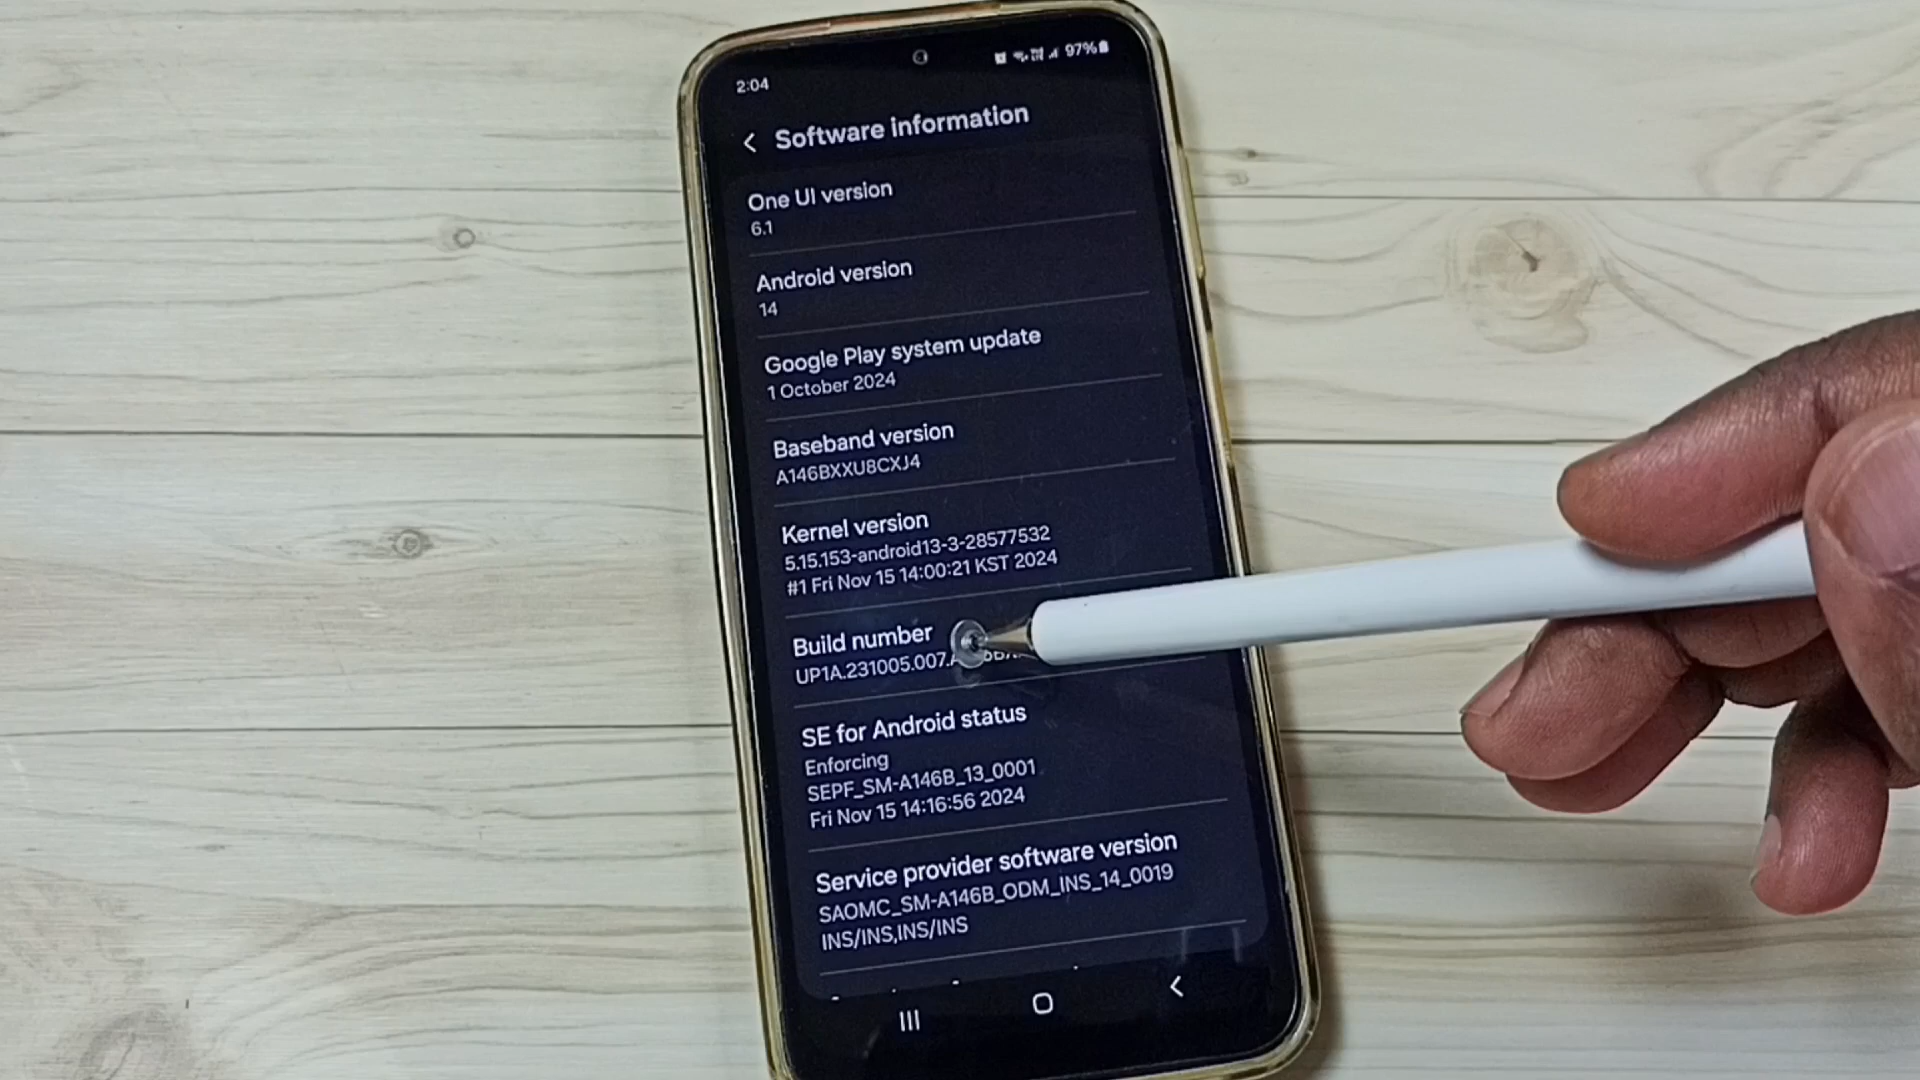 2:04
97%
Software information
One UI version
6.1
Android version
14
Google Play system update
1 October 2024
Baseband version
A146BXXU8CXJ4
Kernel version
5.15.153-android13-3-28577532
#1 Fri Nov 15 14:00:21 KST 2024
Build number
UP1A.231005.007.
SE for Android status
Enforcing
SEPF_SM-A146B_13_0001
Fri Nov 15 14:16:56 2024
Service provider software version
SAOMC_SM-A146B_ODM_INS_14_0019
INS/INS,INS/INS